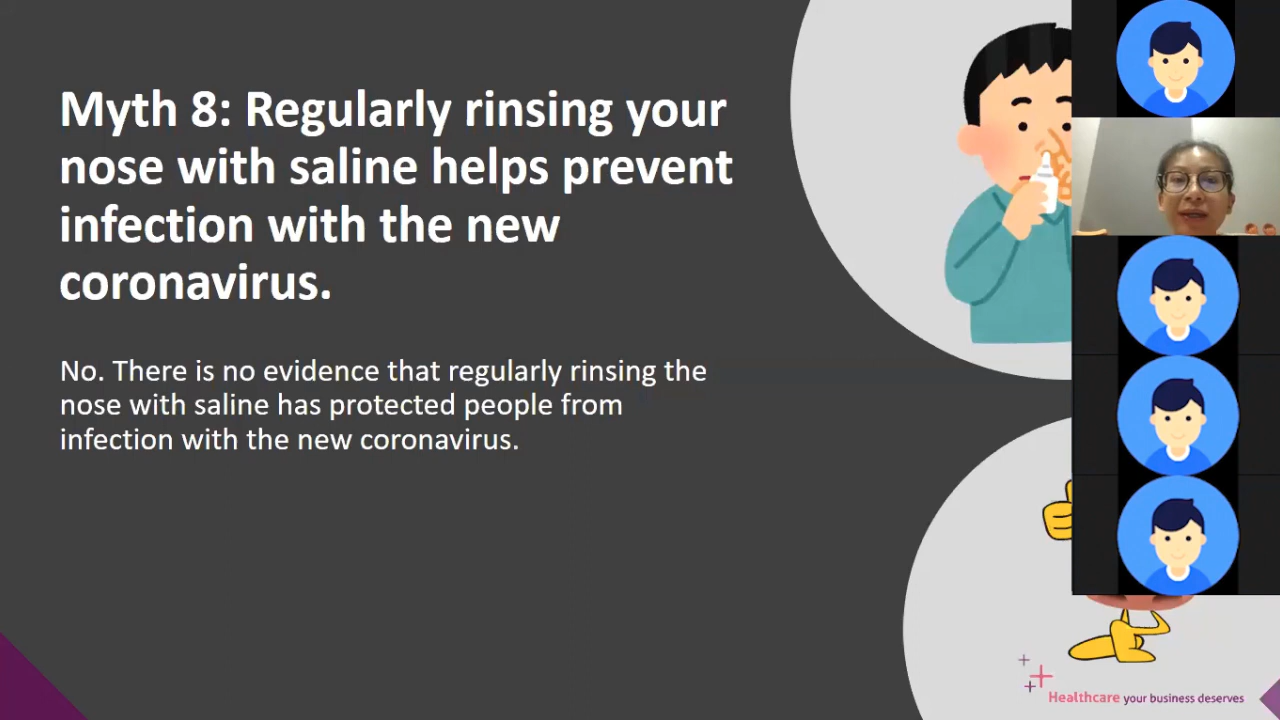 Myth 8: Regularly rinsing your
nose with saline helps prevent
infection with the new
coronavirus.
No. There is no evidence that regularly rinsing the
nose with saline has protected people from
infection with the new coronavirus.
Healthcare your business deserves